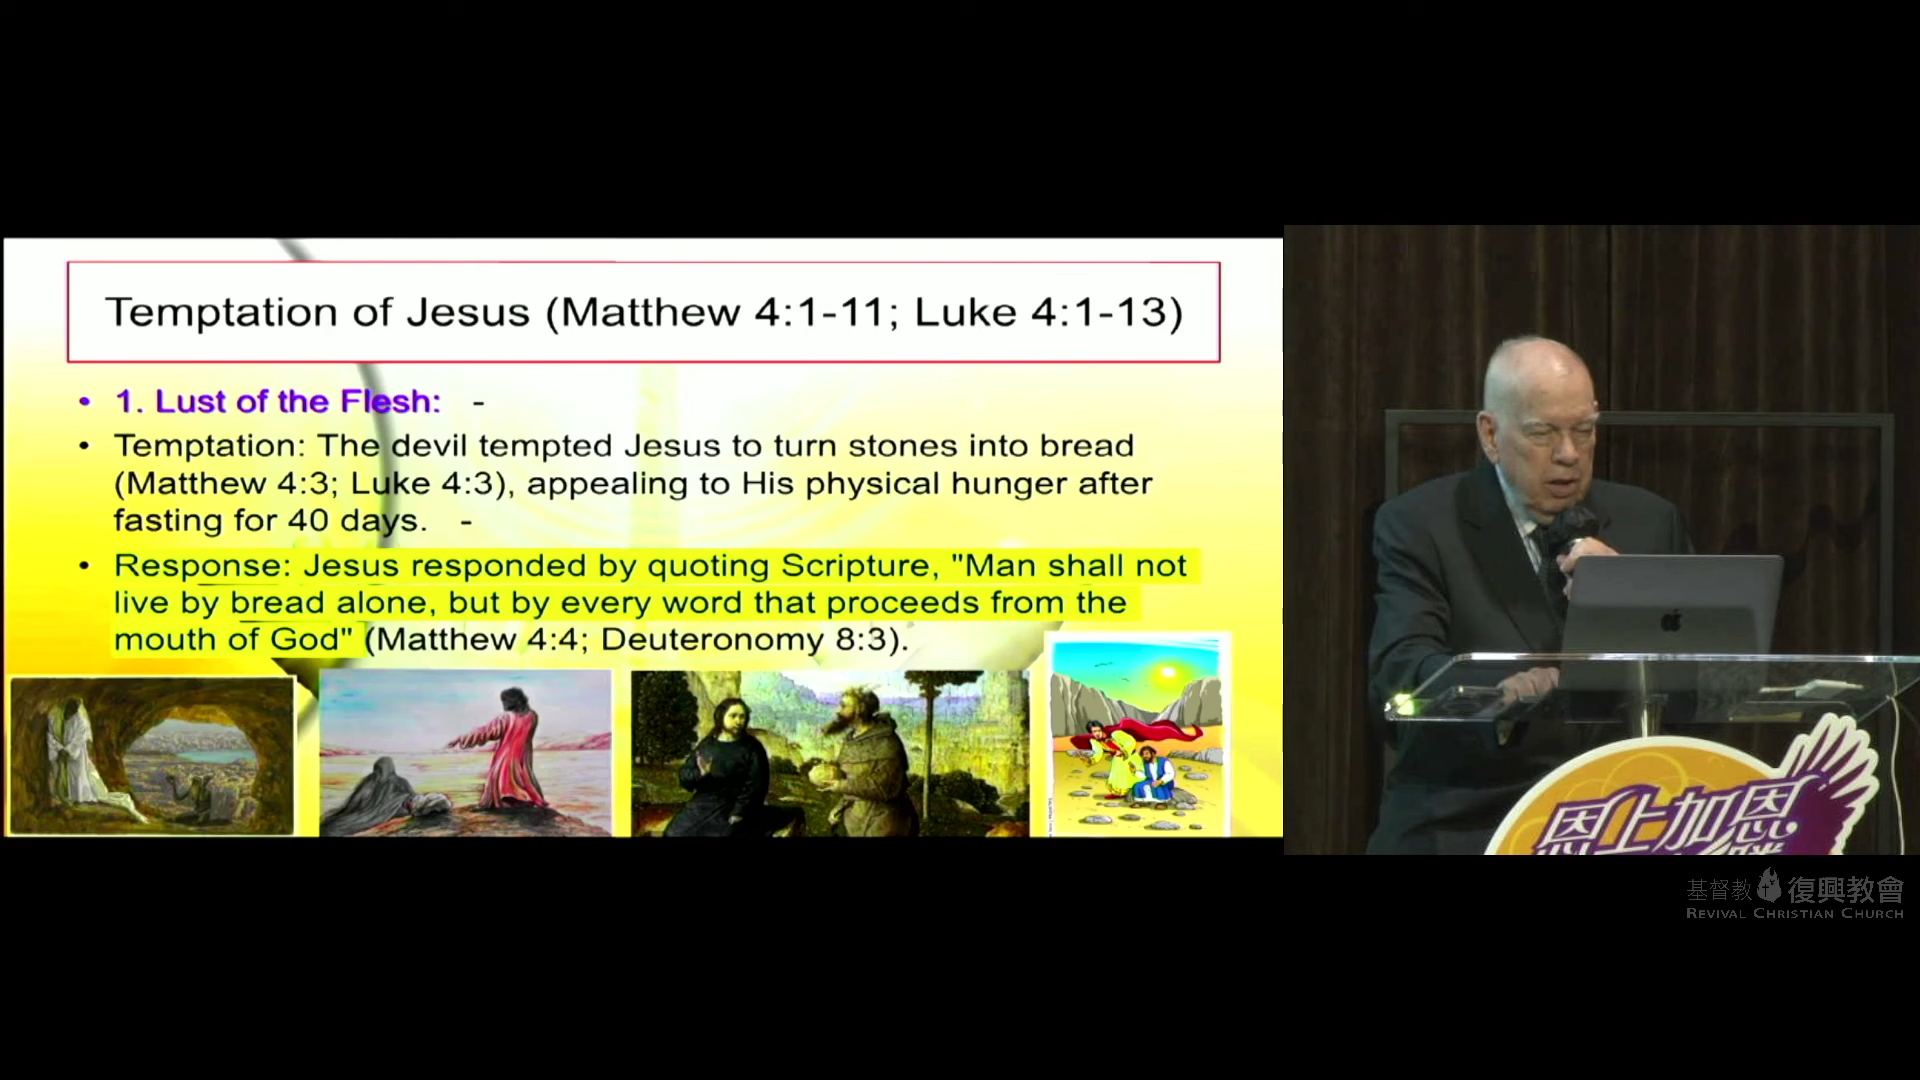 Temptation of Jesus (Matthew 4:1-11; Luke 4:1-13)
• 1. Lust of the Flesh: -
• Temptation: The devil tempted Jesus to turn stones into bread
(Matthew 4:3; Luke 4:3), appealing to His physical hunger after
fasting for 40 days. -
• Response: Jesus responded by quoting Scripture, "Man shall not
live by bread alone, but by every word that proceeds from the
mouth of God" (Matthew 4:4; Deuteronomy 8:3).
恩上加恩
基督教 復興教會
REVIVAL CHRISTIAN CHURCH